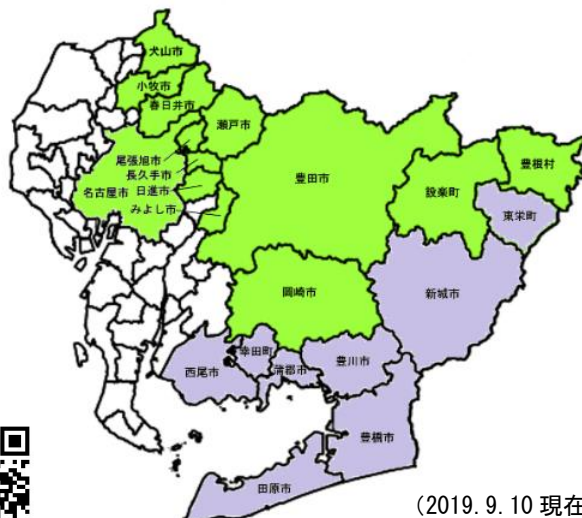 犬山市
小牧市
春日井市
瀬戸市
尾張旭市
長久手市
名古屋市
日進市
みよし市
豊田市
設楽町
豊根村
東栄町
岡崎市
新城市
幸田町
西尾市
蒲郡市
豊川市
豊橋市
田原市
(2019.9.10 現在